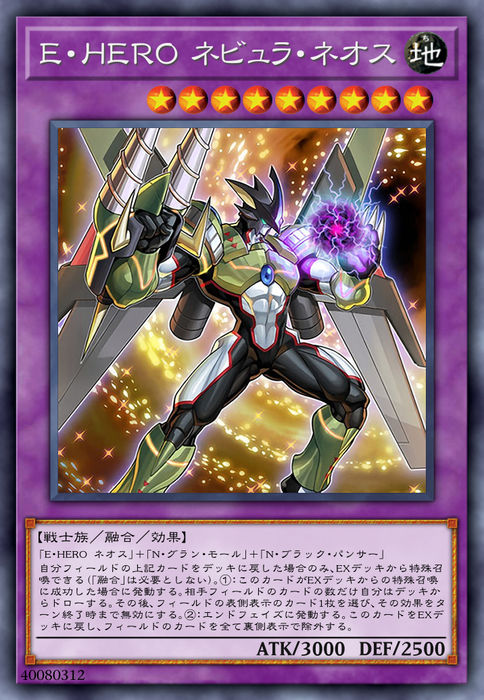 E・HERO ネビュラ・ネオス
ち
地
【戦士族／融合／効果】
「E・HERO ネオス」＋「N・グラン・モール」＋「N・ブラック・パンサー」
自分フィールドの上記カードをデッキに戻した場合のみ、EXデッキから特殊召
喚できる（「融合」は必要としない）。①：このカードがEXデッキからの特殊召喚
に成功した場合に発動する。相手フィールドのカードの数だけ自分はデッキか
らドローする。その後、フィールドの表側表示のカード1枚を選び、その効果をタ
ーン終了時まで無効にする。②：エンドフェイズに発動する。このカードをEXデ
ッキに戻し、フィールドのカードを全て裏側表示で除外する。
ATK/3000 DEF/2500
40080312